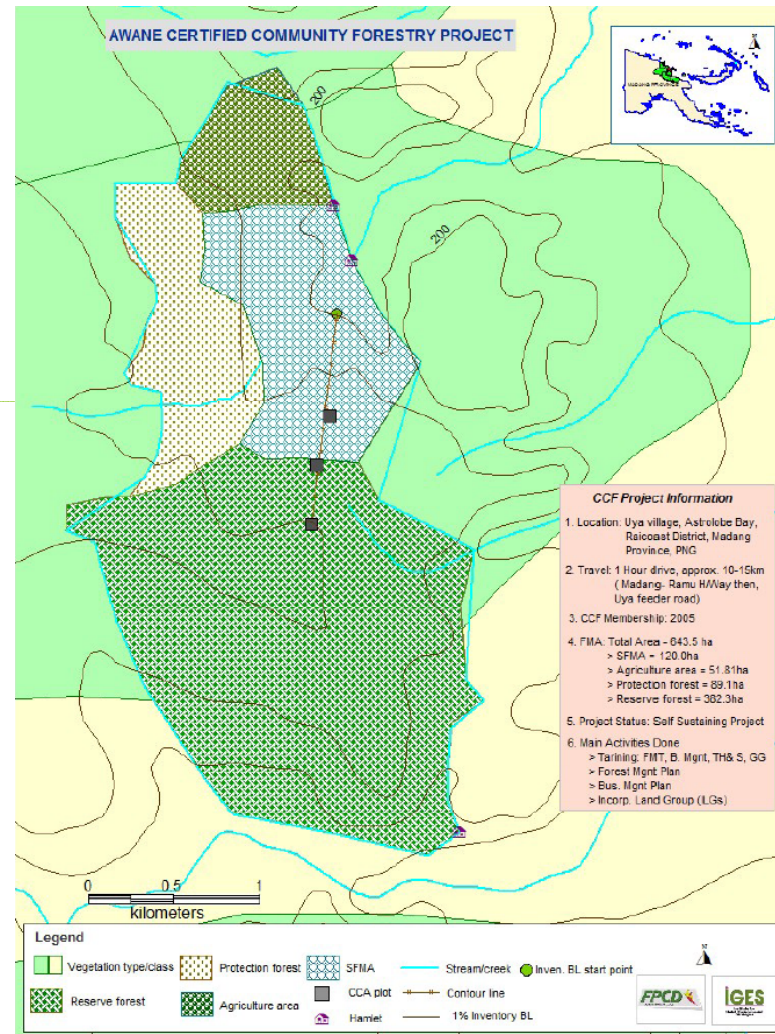 AWANE CERTIFIED COMMUNITY FORESTRY PROJECT
N
MADANG PROVINCE
200
200
CCF Project Information
1. Location: Uya village, Astrolobe Bay,
Raicoast District, Madang
Province, PNG
2. Travel: 1 Hour drive, approx. 10-15km
( Madang- Ramu H/Way then,
Uya feeder road)
3. CCF Membership: 2005
4. FMA: Total Area - 643.5 ha
> SFMA = 120.0ha
> Agriculture area = 51.81ha
> Protection forest = 89.1ha
> Reserve forest = 382.3ha
5. Project Status: Self Sustaining Project
6. Main Activities Done
> Tarining: FMT, B. Mgnt, TH& S, GG
> Forest Mgnt Plan
> Bus. Mgnt Plan
> Incorp. Land Group (ILGs)
0 0.5 1
kilometers
Legend
Vegetation type/class
Protection forest
SFMA
Stream/creek
Inven. BL start point
Reserve forest
Agriculture area
CCA plot
Contour line
Hamlet
1% Inventory BL
N
FPCD
IGES